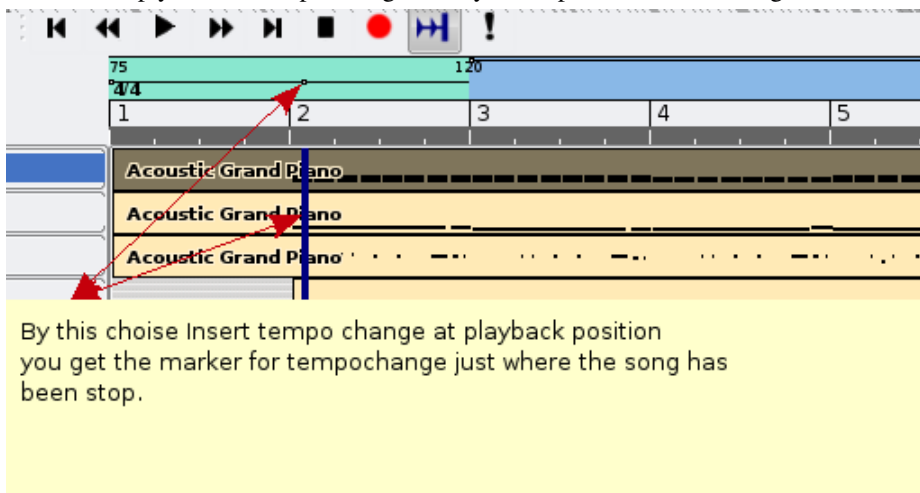 75 120
4/4
1 2 3 4 5
Acoustic Grand Piano
Acoustic Grand Piano
Acoustic Grand Piano
By this choise Insert tempo change at playback position
you get the marker for tempochange just where the song has
been stop.